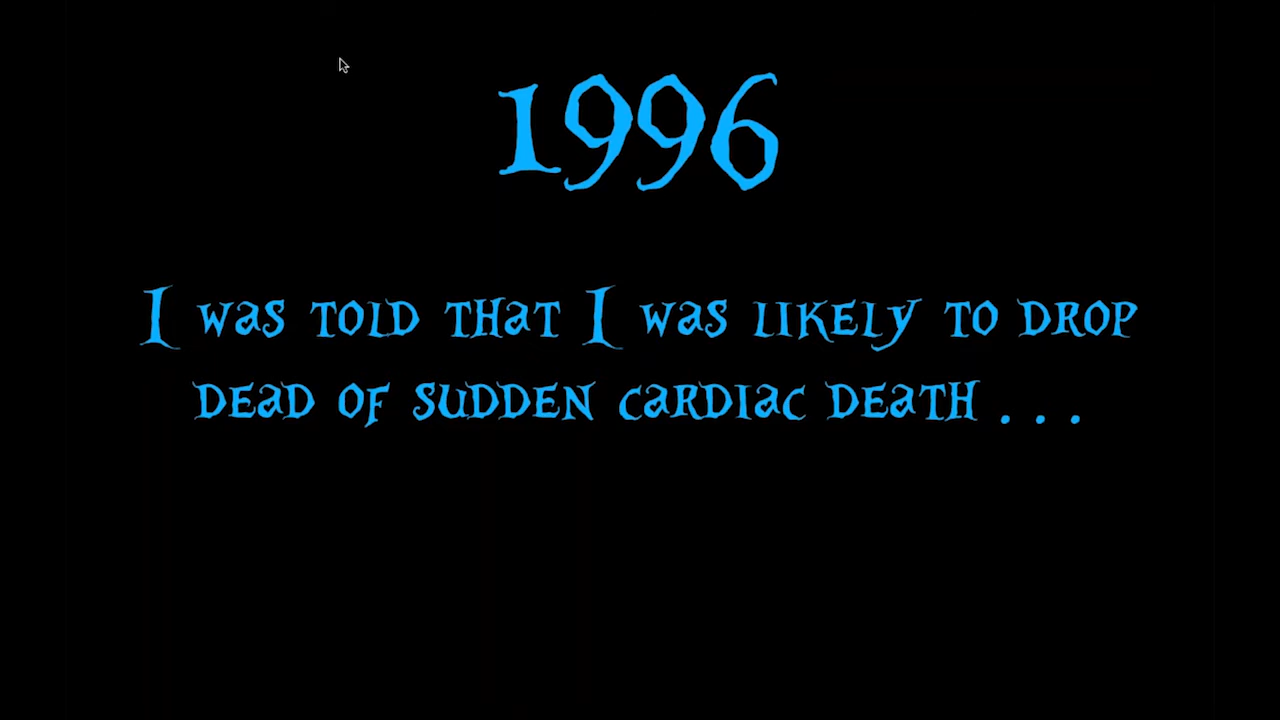 1996
I was told that I was likely to drop
dead of sudden cardiac death . . .